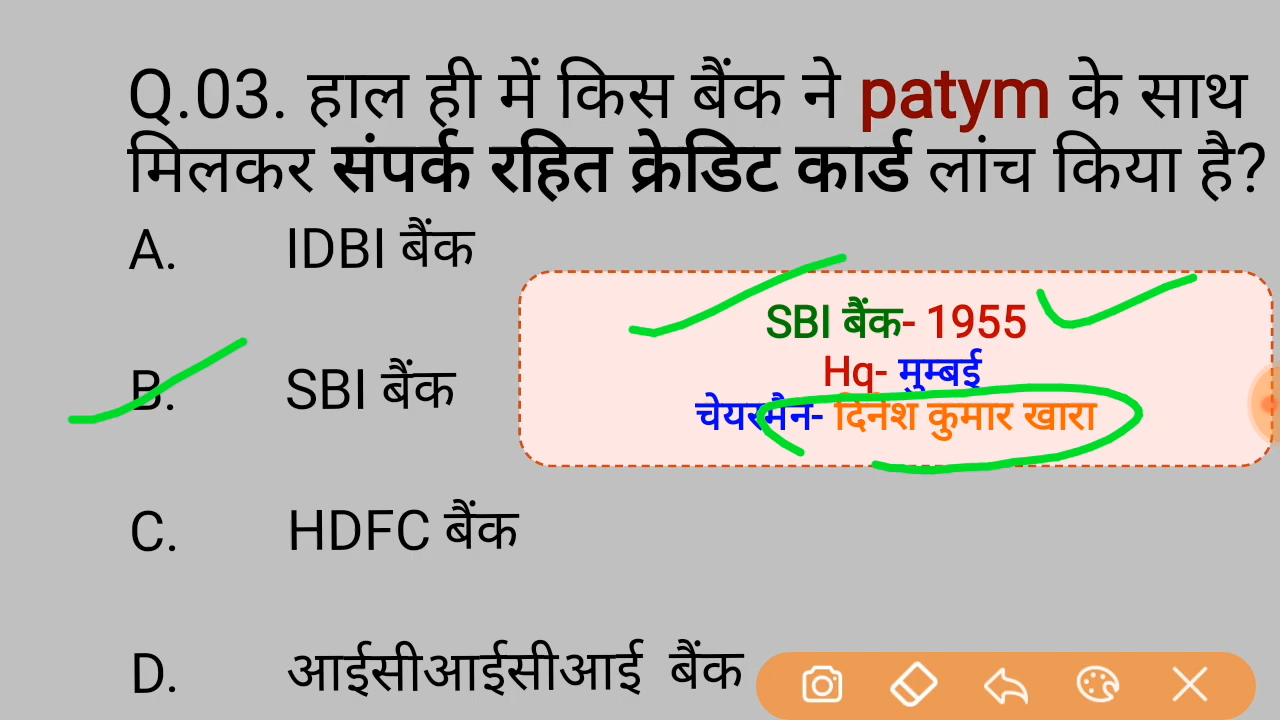 Q.03. हाल ही में किस बैंक ने patym के साथ
मिलकर संपर्क रहित क्रेडिट कार्ड लांच किया है?
A. IDBI बैंक
SBI बैंक- 1955
Hq- मुम्बई
चेयरमैन- दिनेश कुमार खारा
B. SBI बैंक
C. HDFC बैंक
D. आईसीआईसीआई बैंक